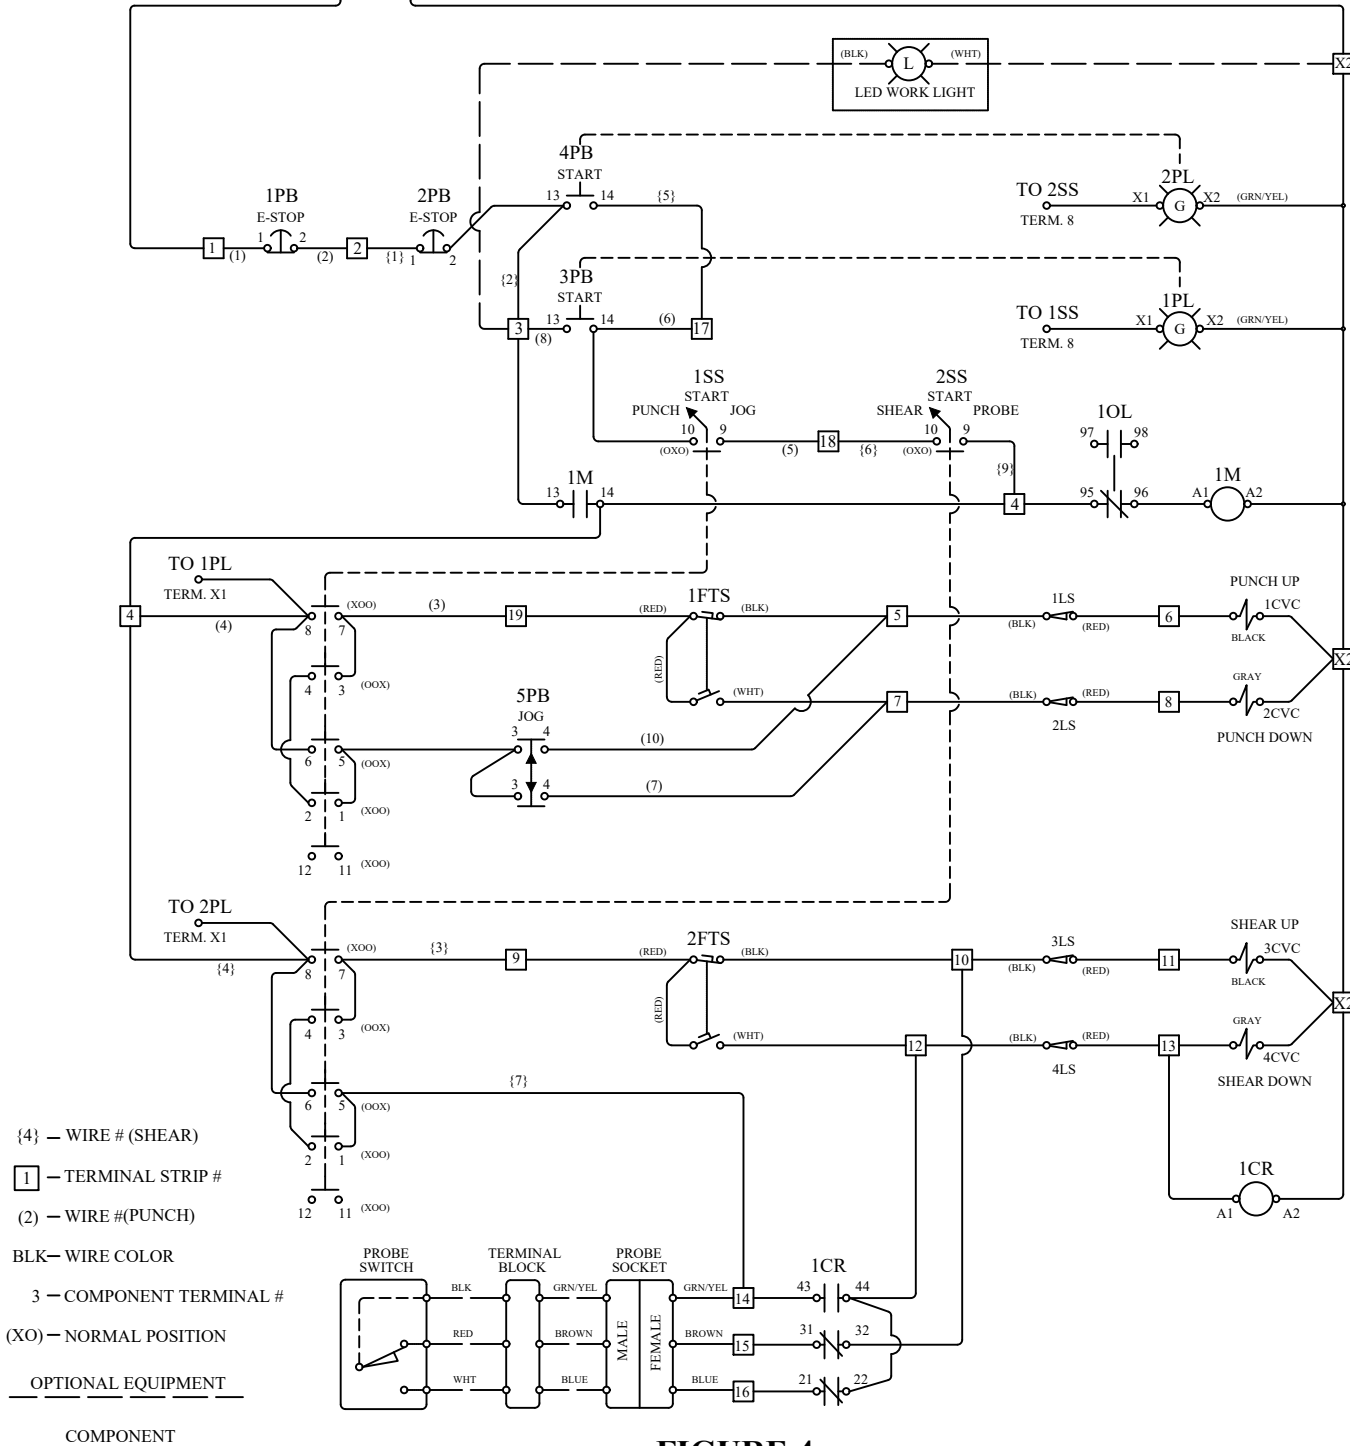 X2
(BLK)
L
(WHT)
LED WORK LIGHT
4PB
START
13
14
{5}
1PB
E-STOP
1
2
2PB
E-STOP
1
(1)
(2)
2
{1}
1
2
TO 2SS
TERM. 8
2PL
X1
G
X2
(GRN/YEL)
{2}
3PB
START
3
13
14
(8)
(6)
17
TO 1SS
TERM. 8
1PL
X1
G
X2
(GRN/YEL)
1SS
START
PUNCH
JOG
10
9
(OXO)
(5)
18
{6}
2SS
START
SHEAR
PROBE
10
9
(OXO)
{9}
1OL
97
98
1M
13
14
4
95
96
1M
A1
A2
TO 1PL
TERM. X1
4
(4)
8
7
(XOO)
(3)
19
1FTS
(RED)
(BLK)
(RED)
(WHT)
5
1LS
(BLK)
(RED)
6
PUNCH UP
1CVC
BLACK
X2
4
3
(OOX)
7
(BLK)
(RED)
2LS
8
GRAY
2CVC
PUNCH DOWN
5PB
JOG
3
4
(10)
6
5
(OOX)
3
4
(7)
2
1
(XOO)
12
11
(XOO)
TO 2PL
TERM. X1
{4}
8
7
(XOO)
{3}
9
2FTS
(RED)
(BLK)
(RED)
(WHT)
10
3LS
(BLK)
(RED)
11
SHEAR UP
3CVC
BLACK
X2
4
3
(OOX)
12
(BLK)
(RED)
4LS
13
GRAY
4CVC
SHEAR DOWN
{7}
6
5
(OOX)
2
1
(XOO)
12
11
(XOO)
1CR
A1
A2
{4} – WIRE # (SHEAR)
1 – TERMINAL STRIP #
(2) – WIRE #(PUNCH)
BLK– WIRE COLOR
3 – COMPONENT TERMINAL #
(XO) – NORMAL POSITION
OPTIONAL EQUIPMENT
COMPONENT
PROBE
SWITCH
TERMINAL
BLOCK
PROBE
SOCKET
1CR
BLK
GRN/YEL
GRN/YEL
14
43
44
RED
BROWN
MALE
FEMALE
BROWN
15
31
32
WHT
BLUE
BLUE
16
21
22